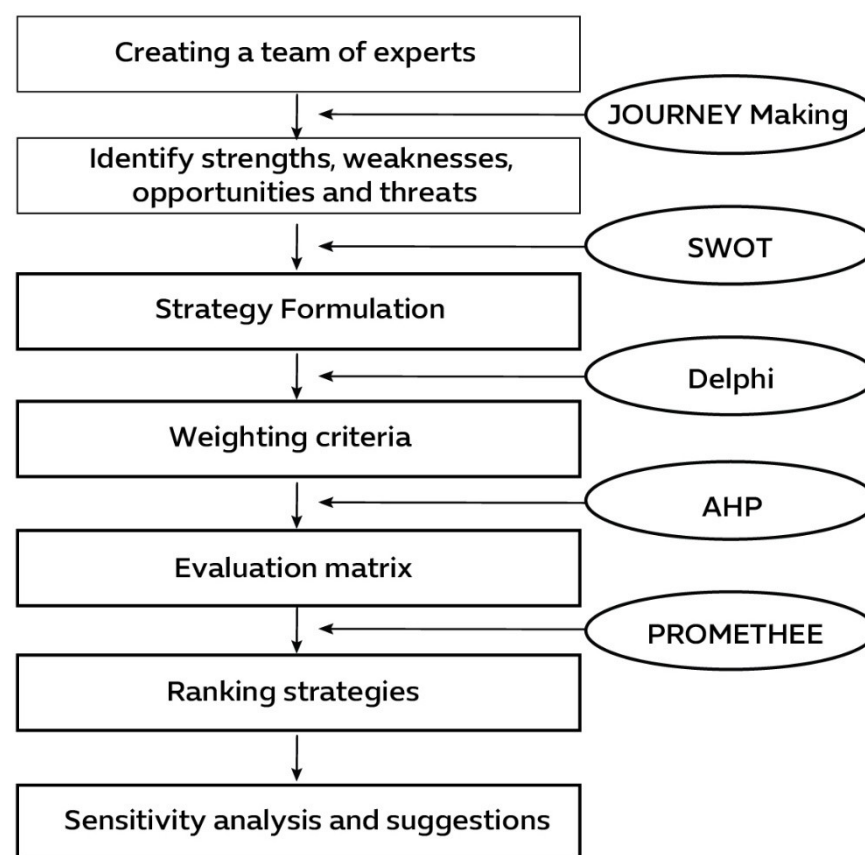 Creating a team of experts
JOURNEY Making
Identify strengths, weaknesses,
opportunities and threats
SWOT
Strategy Formulation
Delphi
Weighting criteria
AHP
Evaluation matrix
PROMETHEE
Ranking strategies
Sensitivity analysis and suggestions